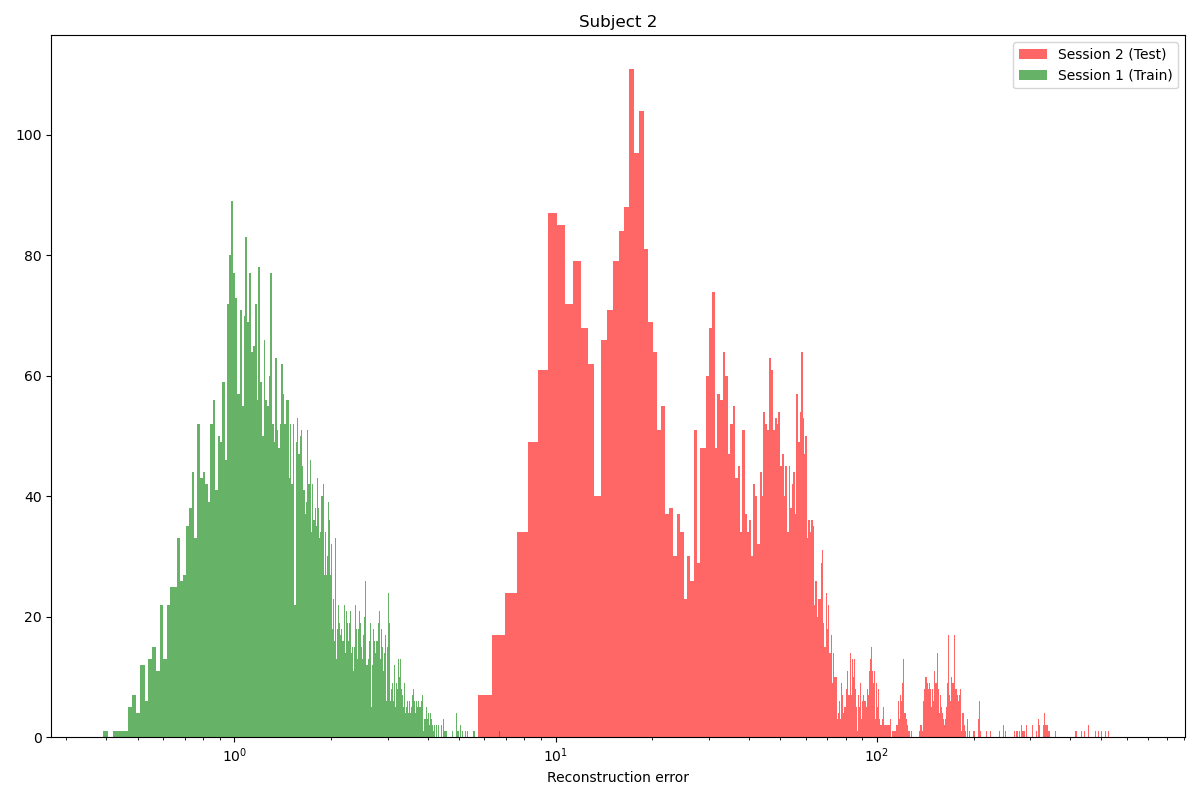 Subject 2
Session 2 (Test)
Session 1 (Train)
100
80
60
40
20
0
10⁰
10¹
10²
Reconstruction error